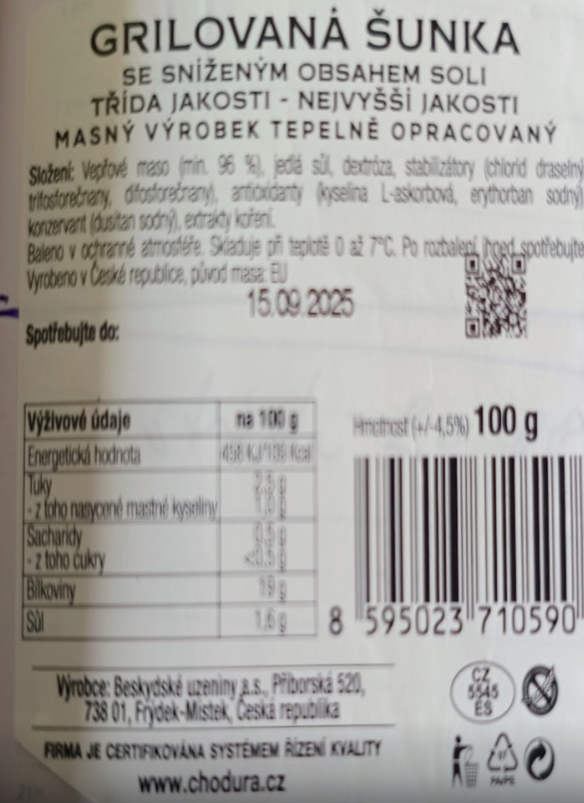 GRILOVANÁ ŠUNKA
SE SNÍŽENÝM OBSAHEM SOLI
TŘÍDA JAKOSTI - NEJVYŠŠÍ JAKOSTI
MASNÝ VÝROBEK TEPELNĚ OPRACOVANÝ
Složení: Vepřové maso (min. 96 %), jedlá sůl, dextróza, stabilizátory (chlorid draselný
trifosforečnany, difosforečnany), antioxidanty (kyselina L-askorbová, erythorban sodný)
konzervant (dusitan sodný), extrakty koření.
Baleno v ochranné atmosféře. Skladuje při teplotě 0 až 7°C. Po rozbalení ihned spotřebujte
Vyrobeno v České republice, původ masa: EU
15.09.2025
Spotřebujte do:
Výživové údaje na 100 g
Energetická hodnota
Tuky
- z toho nasycené mastné kyseliny
Sacharidy
- z toho cukry
Bílkoviny 19 g
Sůl 1,6 g
Hmotnost (+/-4,5%) 100 g
8 595023 710590
Výrobce: Beskydské uzeniny a.s., Příborská 520,
738 01, Frýdek-Místek, Česká republika
FIRMA JE CERTIFIKOVÁNA SYSTÉMEM ŘÍZENÍ KVALITY
www.chodura.cz
CZ
5545
ES